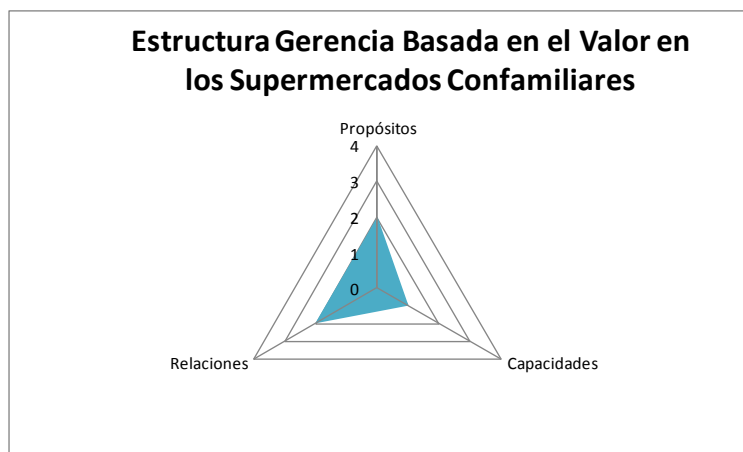 Estructura Gerencia Basada en el Valor en
los Supermercados Confamiliares
Propósitos
4
3
2
1
0
Relaciones
Capacidades